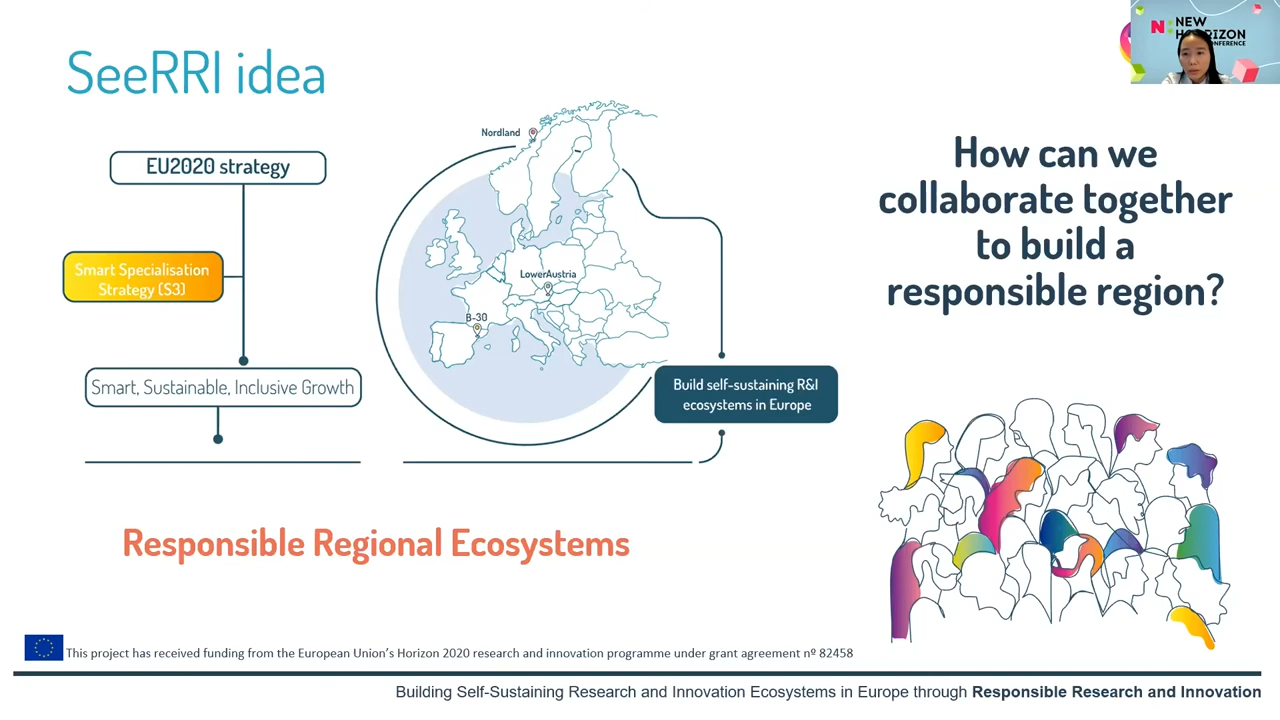 SeeRRI idea
EU2020 strategy
Smart Specialisation
Strategy (S3)
Smart, Sustainable, Inclusive Growth
Responsible Regional Ecosystems
Nordland
LowerAustria
B-30
Build self-sustaining R&I
ecosystems in Europe
How can we
collaborate together
to build a
responsible region?
N:
NEW
HORIZON
CONFERENCE
This project has received funding from the European Union's Horizon 2020 research and innovation programme under grant agreement nº 82458
Building Self-Sustaining Research and Innovation Ecosystems in Europe through Responsible Research and Innovation